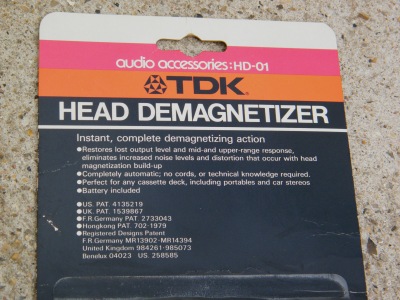 audio accessories:HD-01
TDK
HEAD DEMAGNETIZER
Instant, complete demagnetizing action
●Restores lost output level and mid-and upper-range response,
eliminates increased noise levels and distortion that occur with head
magnetization build-up
●Completely automatic; no cords, or technical knowledge required.
●Perfect for any cassette deck, including portables and car stereos
●Battery included
●US. PAT. 4135219
●UK. PAT. 1539867
●F.R.Germany PAT. 2733043
●Hongkong PAT. 702-1979
●Registered Designs Patent
F.R.Germany MR13902-MR14394
United Kingdom 984261-985073
Benelux 04023 US. 258585